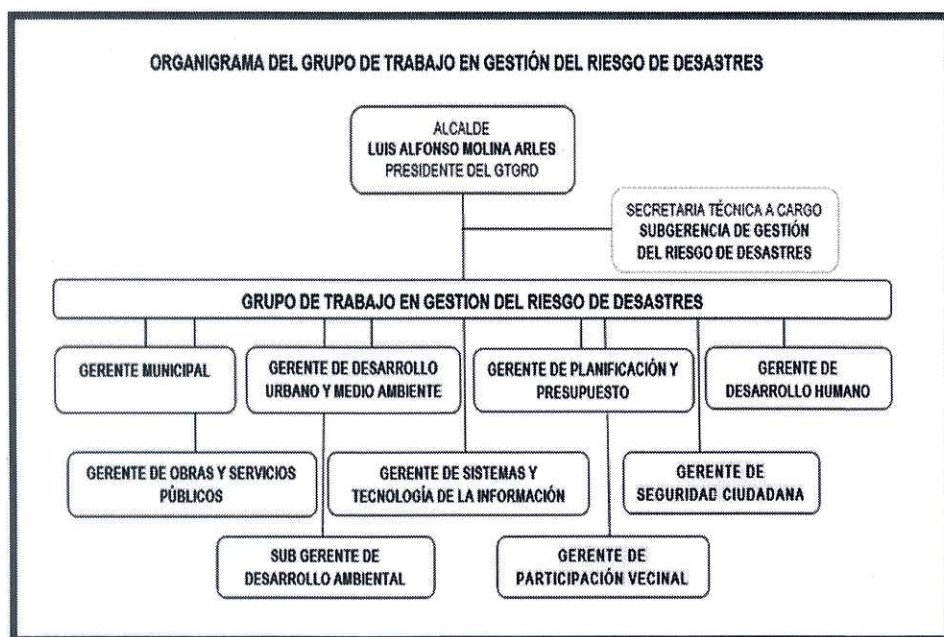 ORGANIGRAMA DEL GRUPO DE TRABAJO EN GESTIÓN DEL RIESGO DE DESASTRES
ALCALDE
LUIS ALFONSO MOLINA ARLES
PRESIDENTE DEL GTGRD
SECRETARIA TÉCNICA A CARGO
SUBGERENCIA DE GESTIÓN
DEL RIESGO DE DESASTRES
GRUPO DE TRABAJO EN GESTION DEL RIESGO DE DESASTRES
GERENTE MUNICIPAL
GERENTE DE DESARROLLO
URBANO Y MEDIO AMBIENTE
GERENTE DE PLANIFICACIÓN Y
PRESUPUESTO
GERENTE DE
DESARROLLO HUMANO
GERENTE DE OBRAS Y SERVICIOS
PÚBLICOS
GERENTE DE SISTEMAS Y
TECNOLOGÍA DE LA INFORMACIÓN
GERENTE DE
SEGURIDAD CIUDADANA
SUB GERENTE DE
DESARROLLO AMBIENTAL
GERENTE DE
PARTICIPACIÓN VECINAL